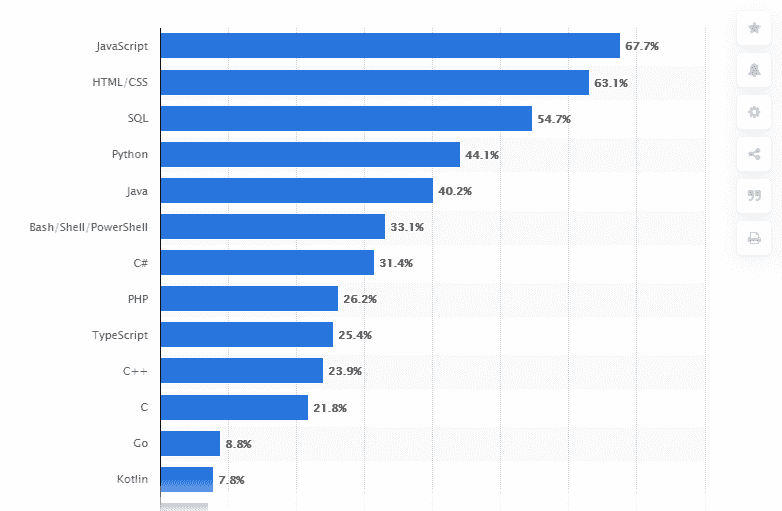 JavaScript 67.7%
HTML/CSS 63.1%
SQL 54.7%
Python 44.1%
Java 40.2%
Bash/Shell/PowerShell 33.1%
C# 31.4%
PHP 26.2%
TypeScript 25.4%
C++ 23.9%
C 21.8%
Go 8.8%
Kotlin 7.8%